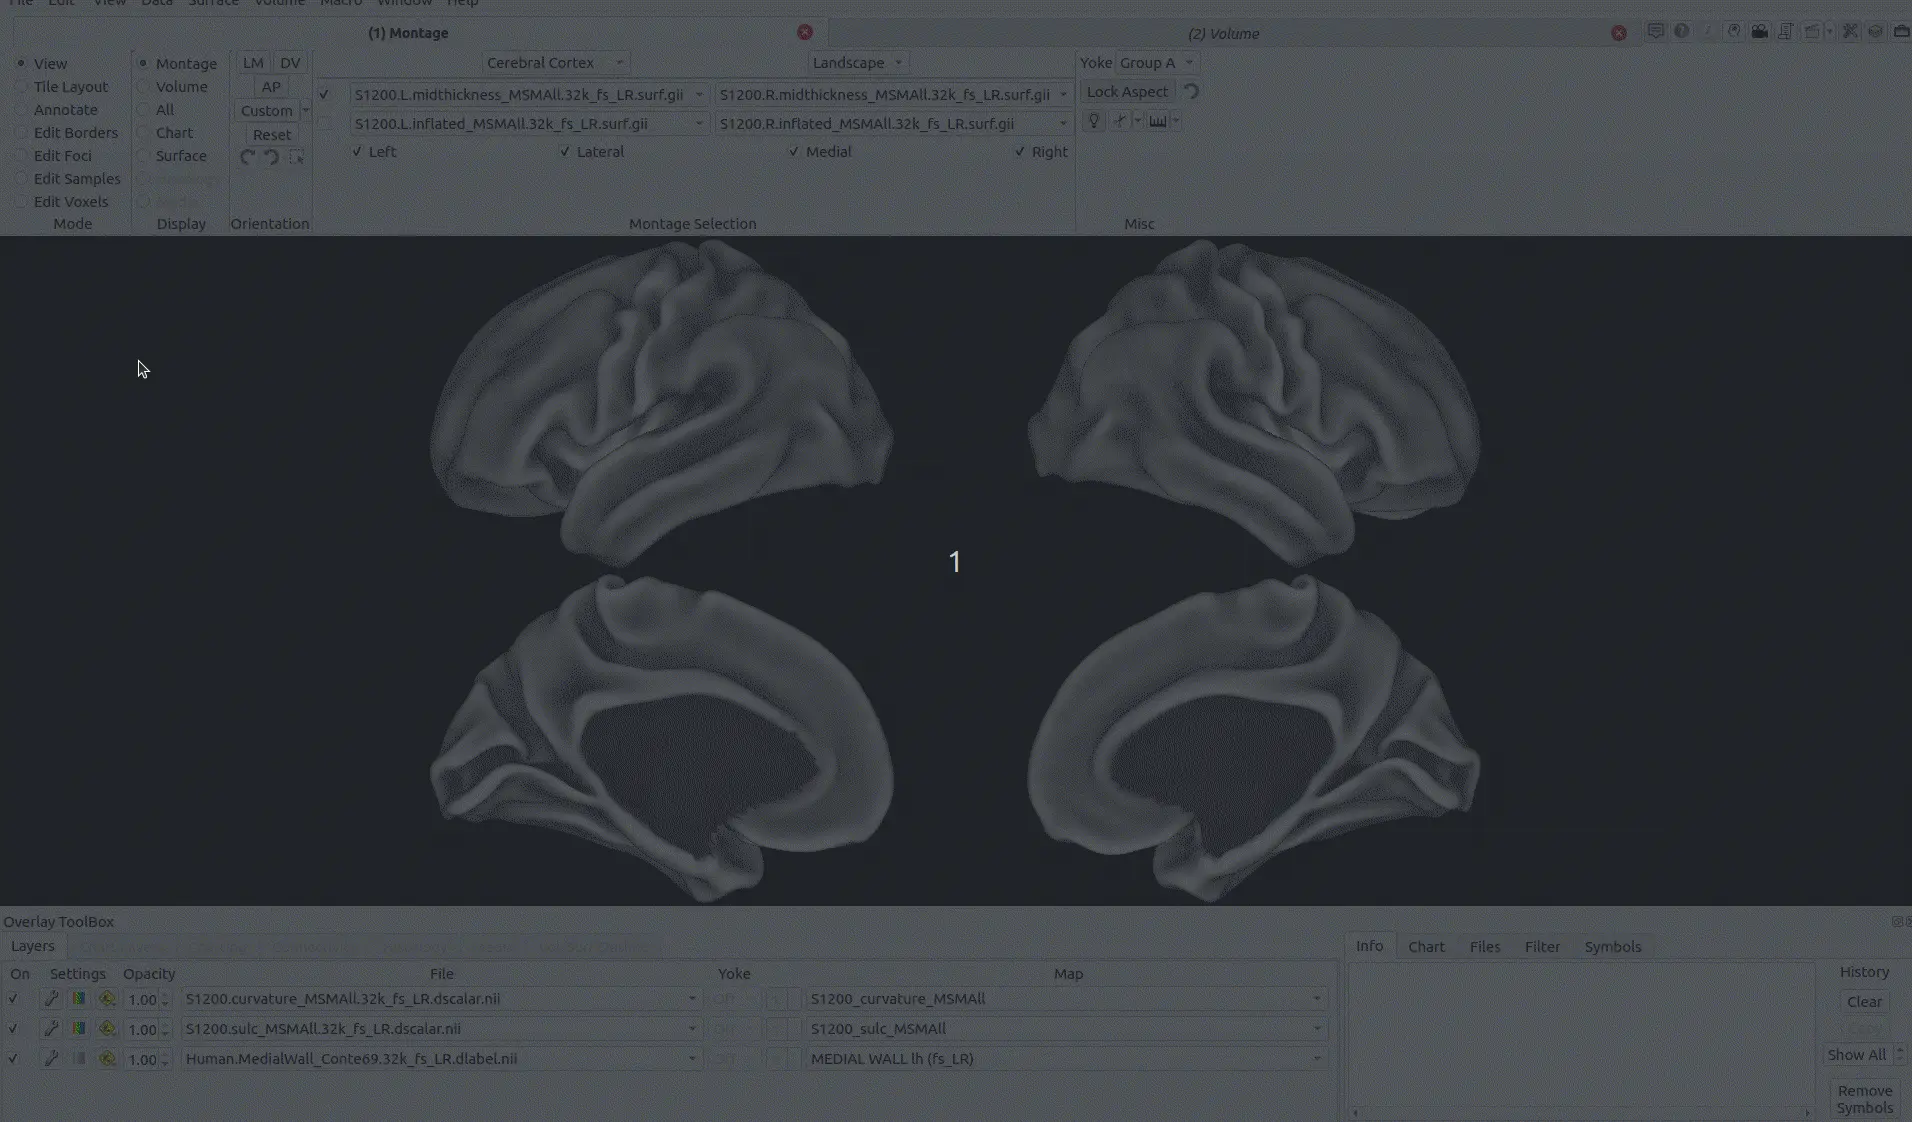 File Edit View Data Surface Volume Macro Window Help
(1) Montage
(2) Volume
View
Tile Layout
Annotate
Edit Borders
Edit Foci
Edit Samples
Edit Voxels
Mode
Montage
Volume
All
Chart
Surface
Display
LM DV
AP
Custom
Reset
Orientation
Cerebral Cortex
Landscape
S1200.L.midthickness_MSMAll.32k_fs_LR.surf.gii
S1200.R.midthickness_MSMAll.32k_fs_LR.surf.gii
S1200.L.inflated_MSMAll.32k_fs_LR.surf.gii
S1200.R.inflated_MSMAll.32k_fs_LR.surf.gii
Left Lateral Medial Right
Montage Selection
Yoke Group A
Lock Aspect
Misc
1
Overlay ToolBox
Layers
On Settings Opacity File Yoke Map
1.00 S1200.curvature_MSMAll.32k_fs_LR.dscalar.nii Off S1200_curvature_MSMAll
1.00 S1200.sulc_MSMAll.32k_fs_LR.dscalar.nii Off S1200_sulc_MSMAll
1.00 Human.MedialWall_Conte69.32k_fs_LR.dlabel.nii Off MEDIAL WALL lh (fs_LR)
Info Chart Files Filter Symbols
History
Clear
Copy
Show All
Remove
Symbols